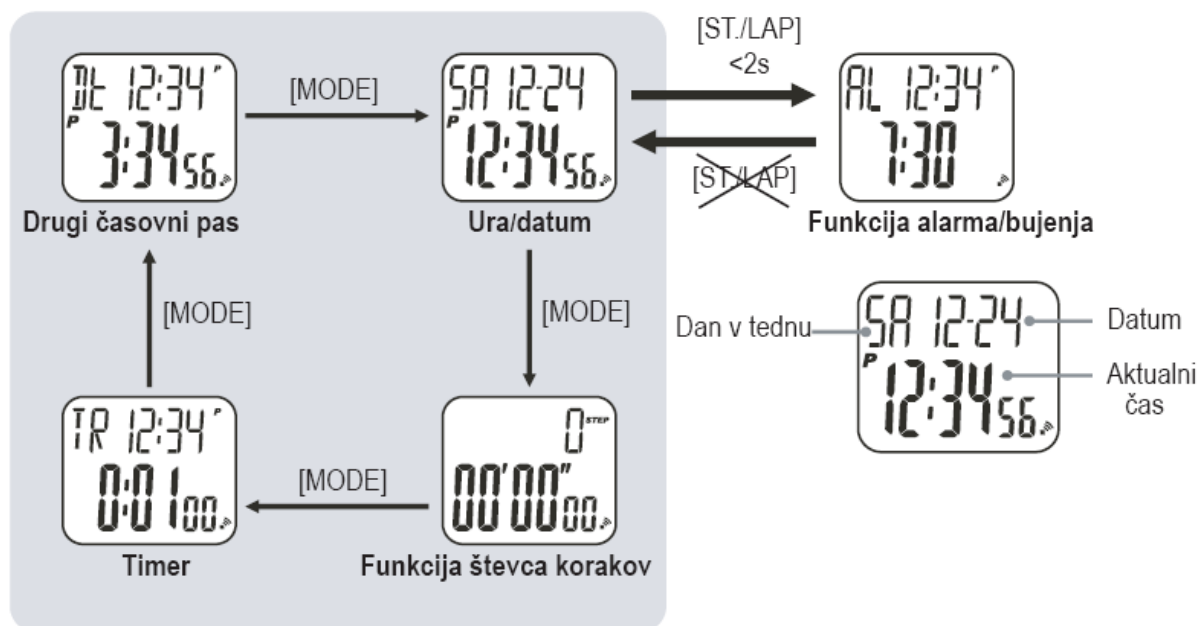 DT 12:34 P
P 3:34 56
Drugi časovni pas
[MODE]
SA 12-24
P 12:34 56
Ura/datum
[ST./LAP]
<2s
[ST./LAP]
AL 12:34 P
7:30
Funkcija alarma/bujenja
[MODE]
[MODE]
Dan v tednu
SA 12-24
P 12:34 56
Datum
Aktualni
čas
TR 12:34 P
0:01 00
Timer
[MODE]
0 STEP
00'00" 00
Funkcija števca korakov